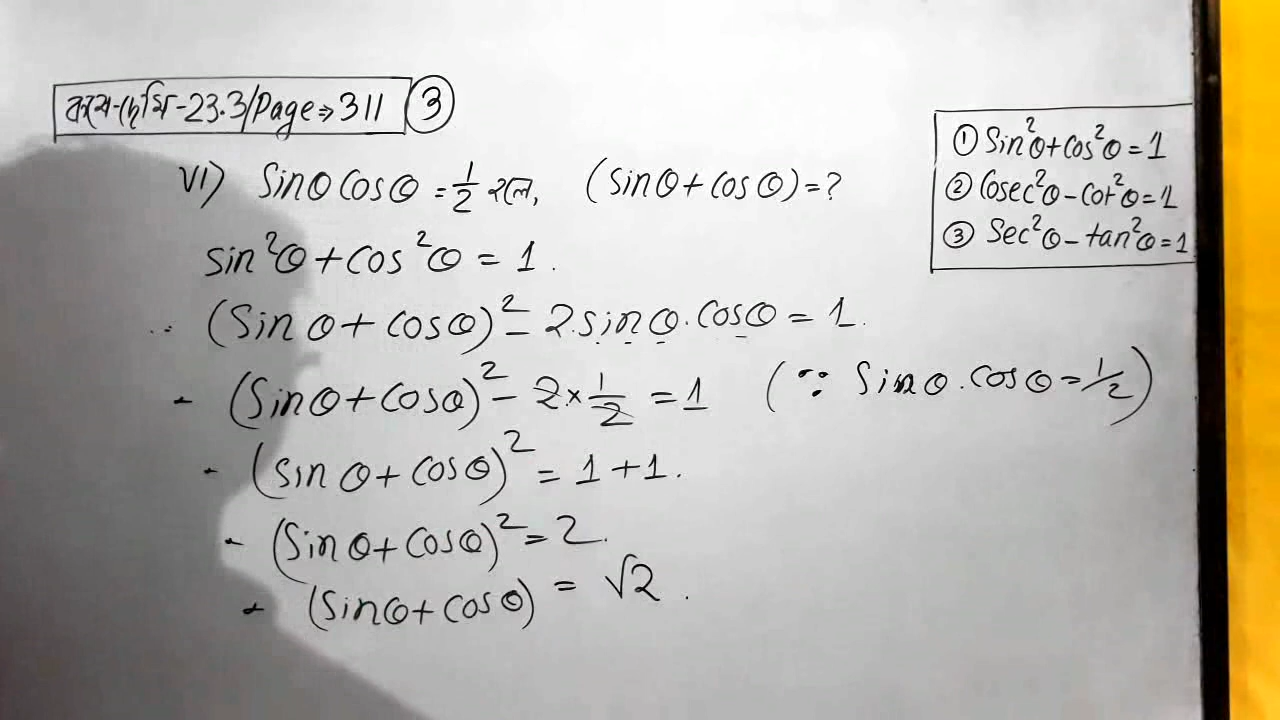 কষে দেখি-23.3/Page⇒311 ③
VI) Sinθ Cosθ = 1/2 হলে, (sinθ + cosθ) = ?
① Sin²θ + Cos²θ = 1
② Cosec²θ - Cot²θ = 1
③ Sec²θ - tan²θ = 1
sin²θ + cos²θ = 1.
∴ (Sinθ + cosθ)² - 2.sinθ.cosθ = 1.
- (Sinθ + cosθ)² - 2 × 1/2 = 1 (∵ Sinθ.cosθ = 1/2)
- (sinθ + cosθ)² = 1 + 1.
- (Sinθ + cosθ)² = 2.
- (sinθ + cosθ) = √2.